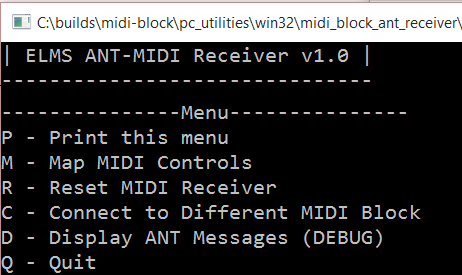 C:\builds\midi-block\pc_utilities\win32\midi_block_ant_receiver\
| ELMS ANT-MIDI Receiver v1.0 |
-------------------------------
---------------Menu---------------
P - Print this menu
M - Map MIDI Controls
R - Reset MIDI Receiver
C - Connect to Different MIDI Block
D - Display ANT Messages (DEBUG)
Q - Quit